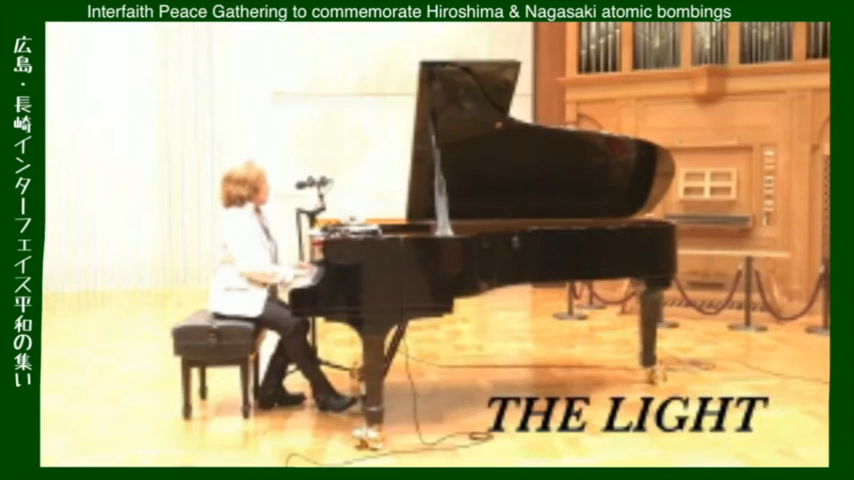 Interfaith Peace Gathering to commemorate Hiroshima & Nagasaki atomic bombings
広島・長崎インターフェイス平和の集い
THE LIGHT